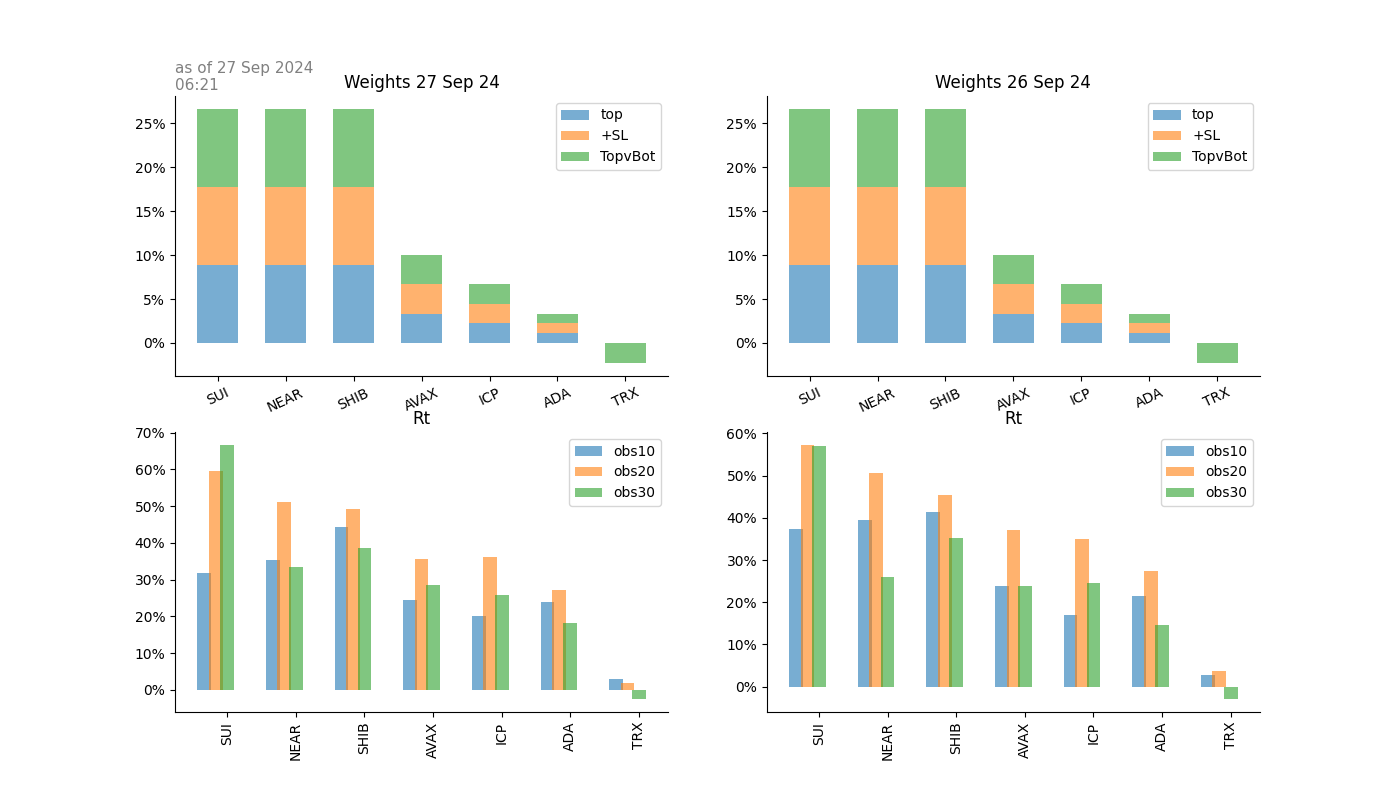 as of 27 Sep 2024
06:21
Weights 27 Sep 24
25%
20%
15%
10%
5%
0%
top
+SL
TopvBot
SUI
NEAR
SHIB
AVAX
ICP
ADA
TRX
Weights 26 Sep 24
25%
20%
15%
10%
5%
0%
top
+SL
TopvBot
SUI
NEAR
SHIB
AVAX
ICP
ADA
TRX
Rt
70%
60%
50%
40%
30%
20%
10%
0%
obs10
obs20
obs30
SUI
NEAR
SHIB
AVAX
ICP
ADA
TRX
Rt
60%
50%
40%
30%
20%
10%
0%
obs10
obs20
obs30
SUI
NEAR
SHIB
AVAX
ICP
ADA
TRX